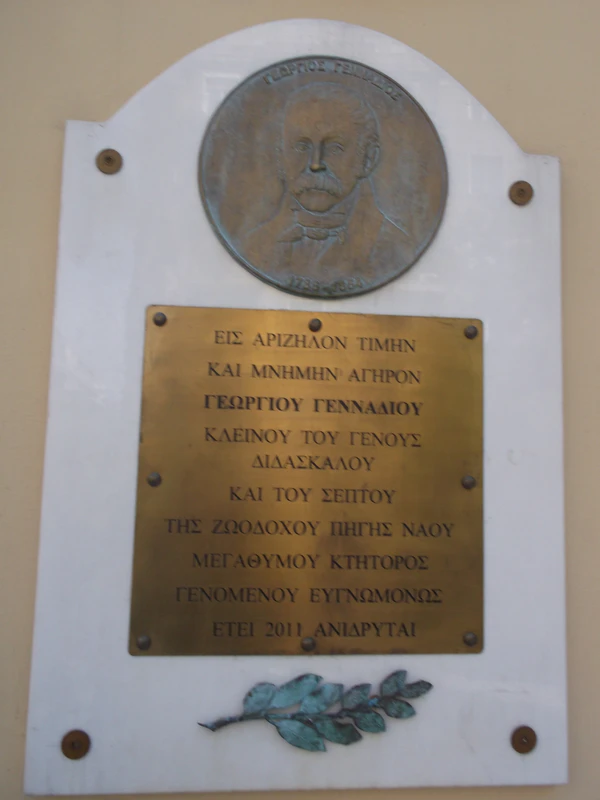 ΓΕΩΡΓΙΟΣ ΓΕΝΝΑΔΙΟΣ
ΕΙΣ ΑΡΙΖΗΛΟΝ ΤΙΜΗΝ
ΚΑΙ ΜΝΗΜΗΝ ΑΓΗΡΟΝ
ΓΕΩΡΓΙΟΥ ΓΕΝΝΑΔΙΟΥ
ΚΛΕΙΝΟΥ ΤΟΥ ΓΕΝΟΥΣ
ΔΙΔΑΣΚΑΛΟΥ
ΚΑΙ ΤΟΥ ΣΕΠΤΟΥ
ΤΗΣ ΖΩΟΔΟΧΟΥ ΠΗΓΗΣ ΝΑΟΥ
ΜΕΓΑΘΥΜΟΥ ΚΤΗΤΟΡΟΣ
ΓΕΝΟΜΕΝΟΥ ΕΥΓΝΩΜΟΝΩΣ
ΕΤΕΙ 2011 ΑΝΙΔΡΥΤΑΙ